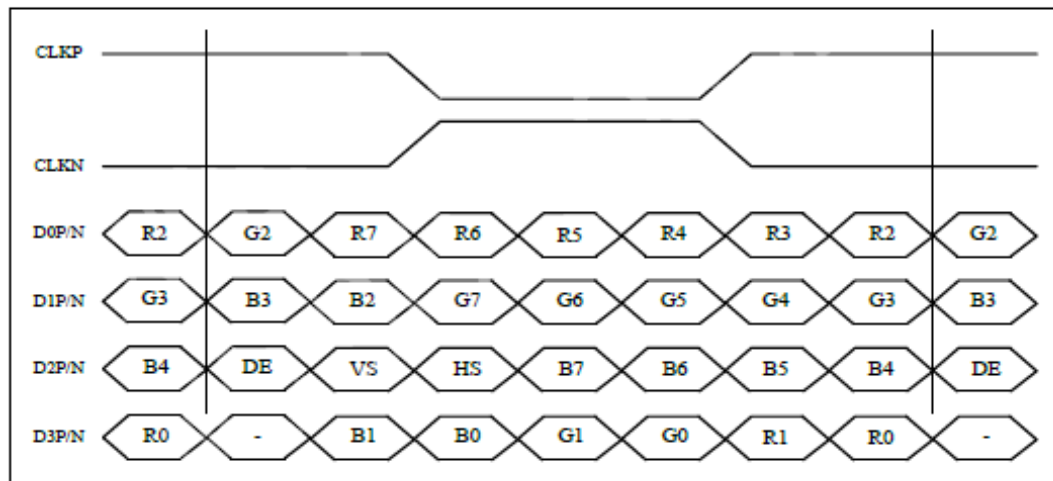 CLKP
CLKN
D0P/N R2 G2 R7 R6 R5 R4 R3 R2 G2
D1P/N G3 B3 B2 G7 G6 G5 G4 G3 B3
D2P/N B4 DE VS HS B7 B6 B5 B4 DE
D3P/N R0 - B1 B0 G1 G0 R1 R0 -